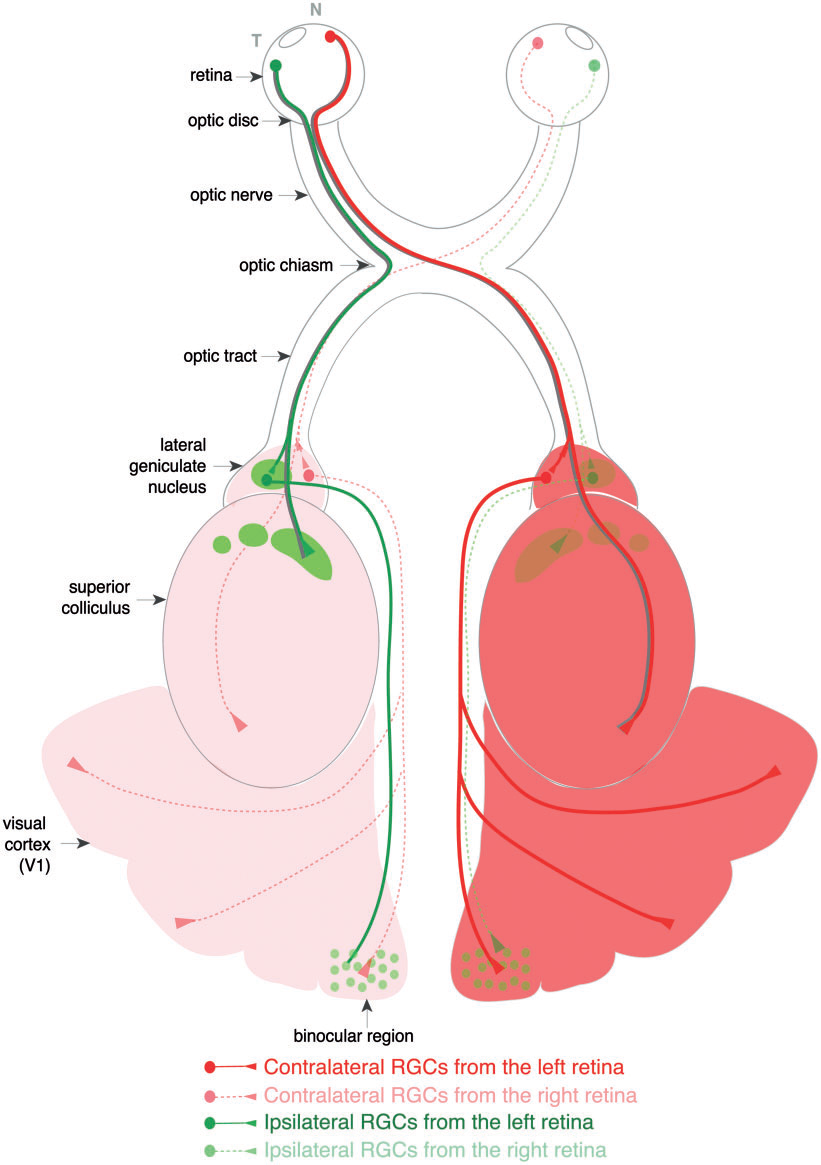 N
T
retina
optic disc
optic nerve
optic chiasm
optic tract
lateral
geniculate
nucleus
superior
colliculus
visual
cortex
(V1)
binocular region
Contralateral RGCs from the left retina
Contralateral RGCs from the right retina
Ipsilateral RGCs from the left retina
Ipsilateral RGCs from the right retina